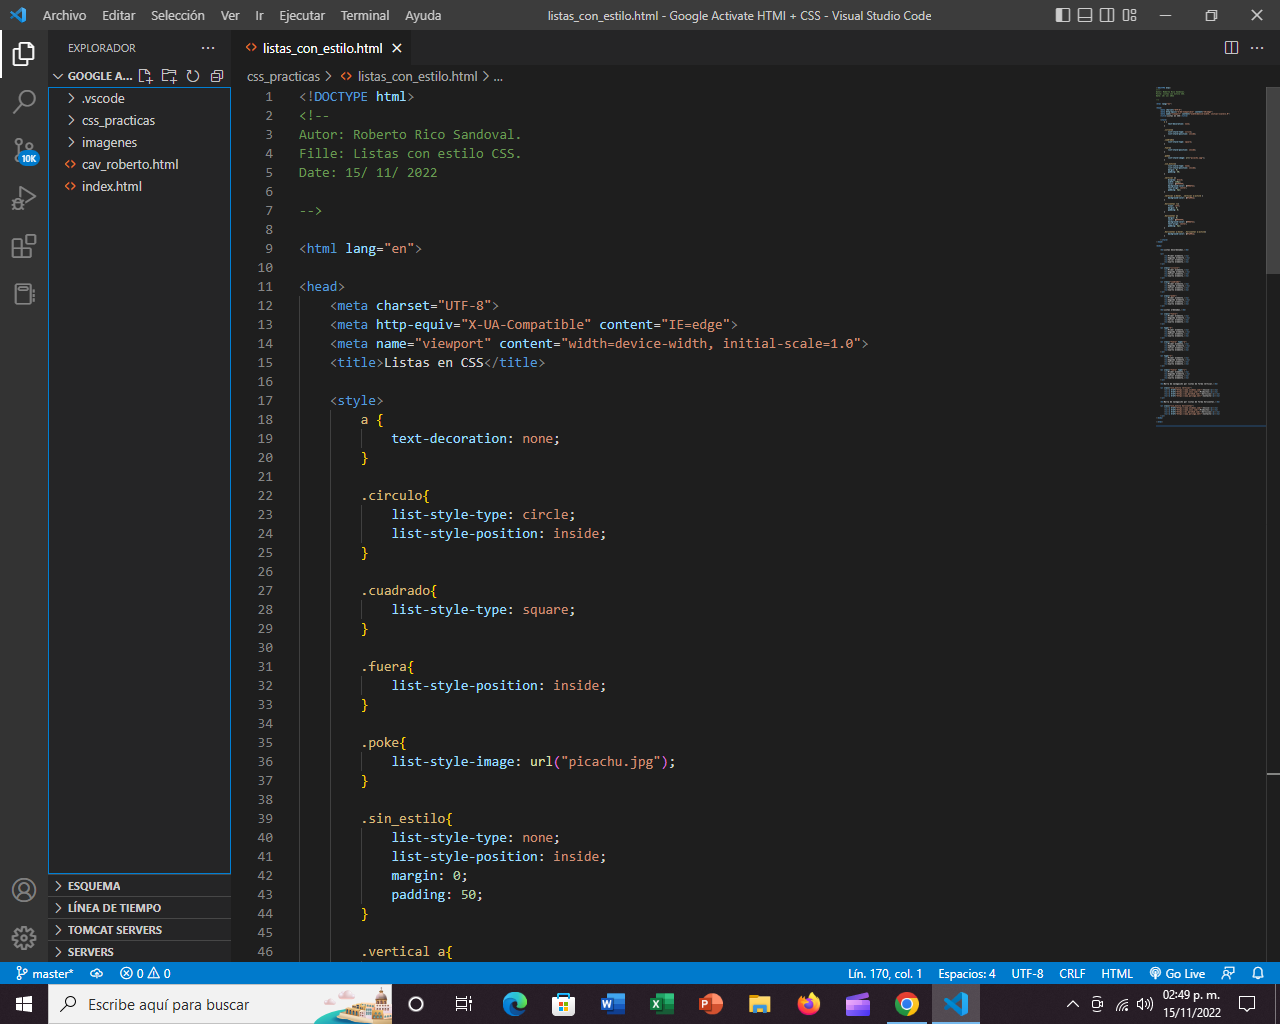 Archivo Editar Selección Ver Ir Ejecutar Terminal Ayuda listas_con_estilo.html - Google Activate HTMl + CSS - Visual Studio Code
EXPLORADOR
listas_con_estilo.html
GOOGLE A...
css_practicas > listas_con_estilo.html > ...
.vscode
css_practicas
imagenes
cav_roberto.html
index.html
10K
1 <!DOCTYPE html>
2 <!--
3 Autor: Roberto Rico Sandoval.
4 Fille: Listas con estilo CSS.
5 Date: 15/ 11/ 2022
6
7 -->
8
9 <html lang="en">
10
11 <head>
12 <meta charset="UTF-8">
13 <meta http-equiv="X-UA-Compatible" content="IE=edge">
14 <meta name="viewport" content="width=device-width, initial-scale=1.0">
15 <title>Listas en CSS</title>
16
17 <style>
18 a {
19 text-decoration: none;
20 }
21
22 .circulo{
23 list-style-type: circle;
24 list-style-position: inside;
25 }
26
27 .cuadrado{
28 list-style-type: square;
29 }
30
31 .fuera{
32 list-style-position: inside;
33 }
34
35 .poke{
36 list-style-image: url("picachu.jpg");
37 }
38
39 .sin_estilo{
40 list-style-type: none;
41 list-style-position: inside;
42 margin: 0;
43 padding: 50;
44 }
45
46 .vertical a{
ESQUEMA
LÍNEA DE TIEMPO
TOMCAT SERVERS
SERVERS
master* 0 0 Lín. 170, col. 1 Espacios: 4 UTF-8 CRLF HTML Go Live
Escribe aquí para buscar
02:49 p. m.
15/11/2022